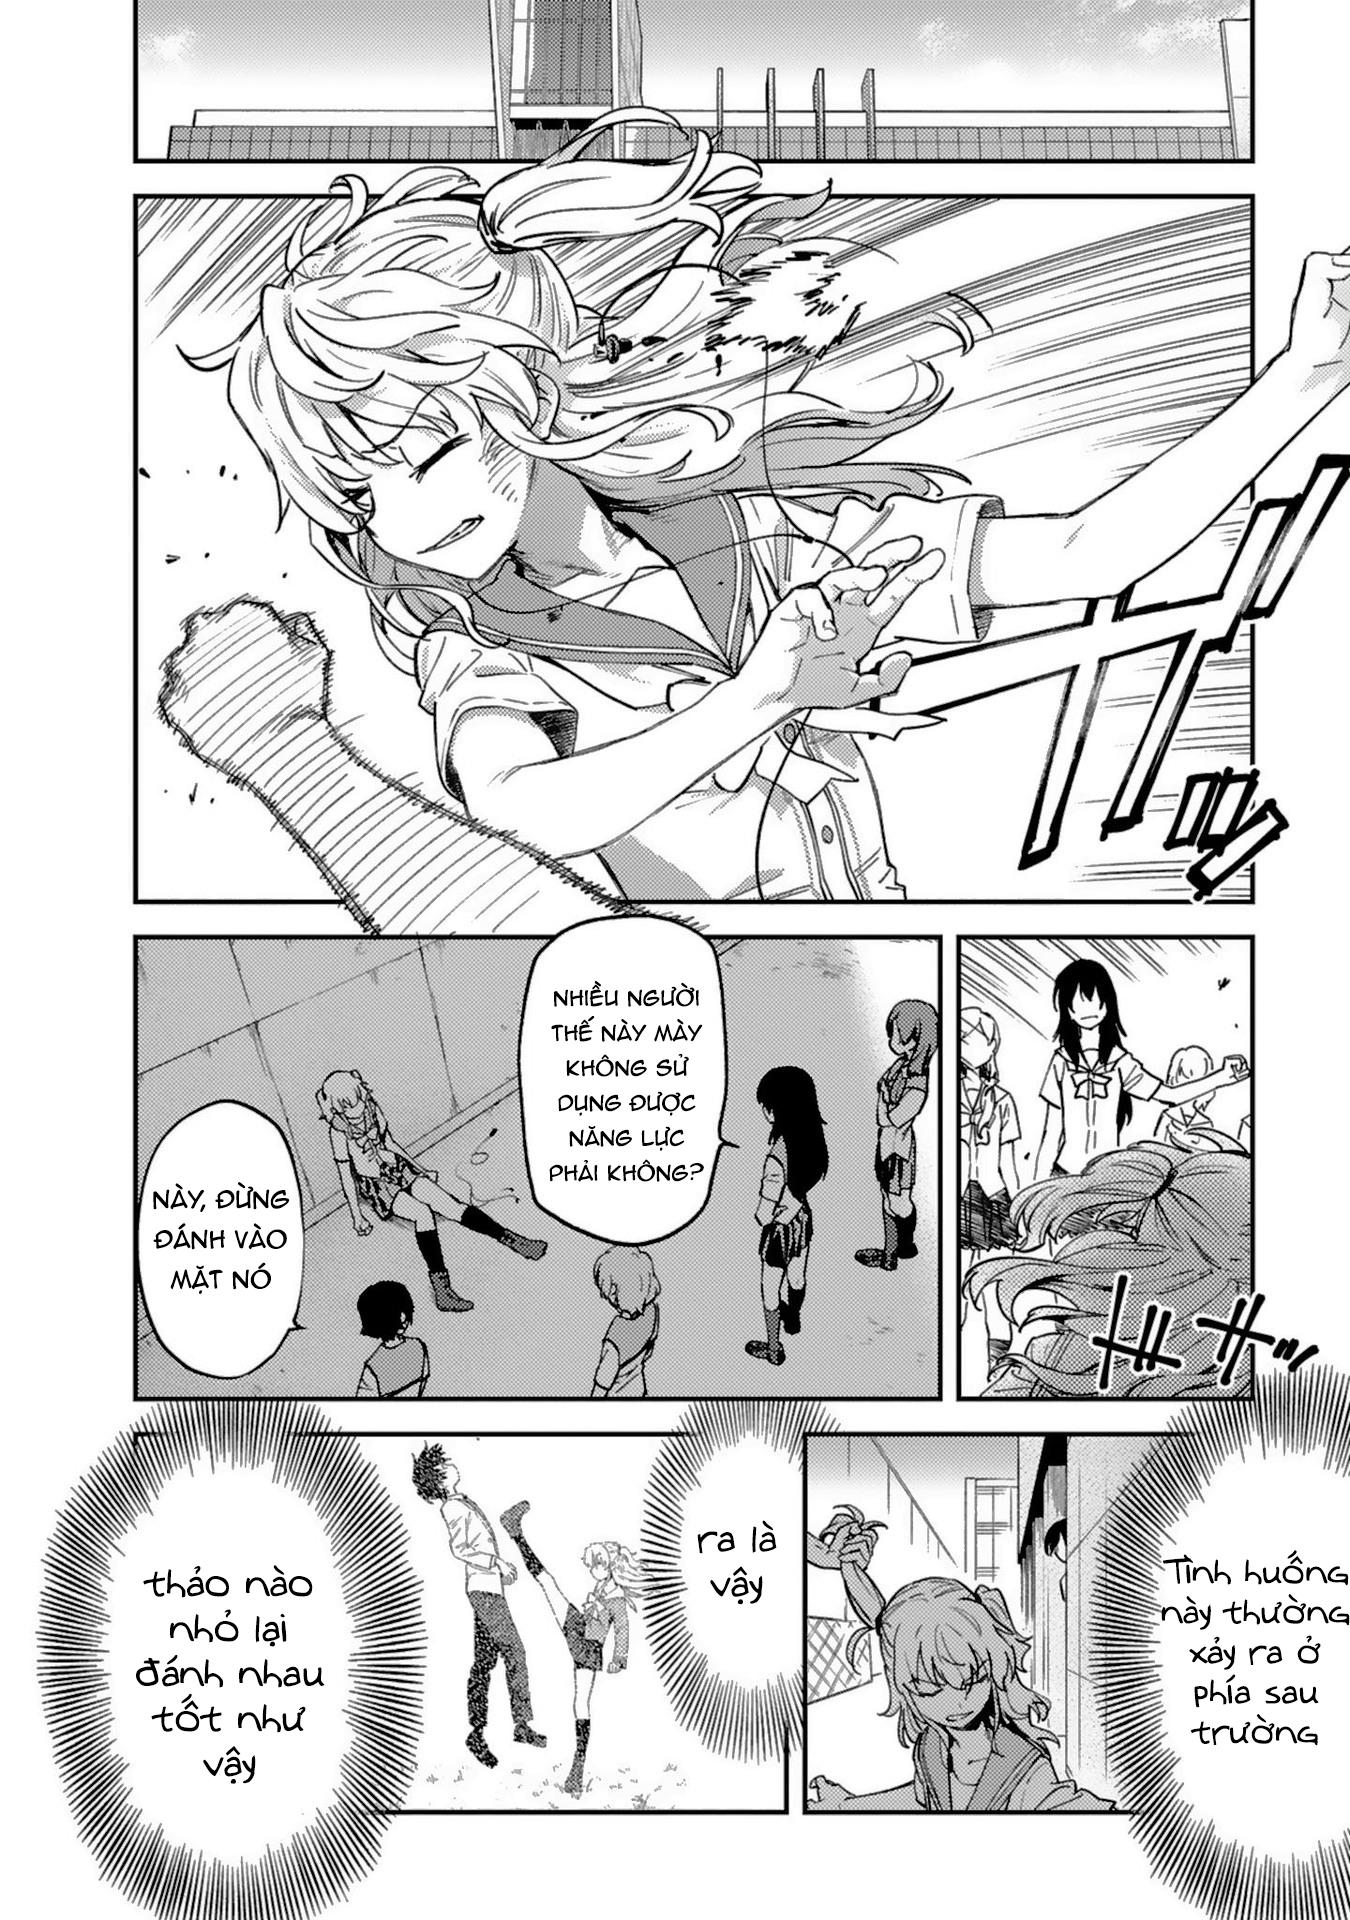 NHIỀU NGƯỜI
THẾ NÀY MÀY
KHÔNG SỬ
DỤNG ĐƯỢC
NĂNG LỰC
PHẢI KHÔNG?
NÀY, ĐỪNG
ĐÁNH VÀO
MẶT NÓ
Tình huống
này thường
xảy ra ở
phía sau
trường
ra là
vậy
thảo nào
nhỏ lại
đánh nhau
tốt như
vậy